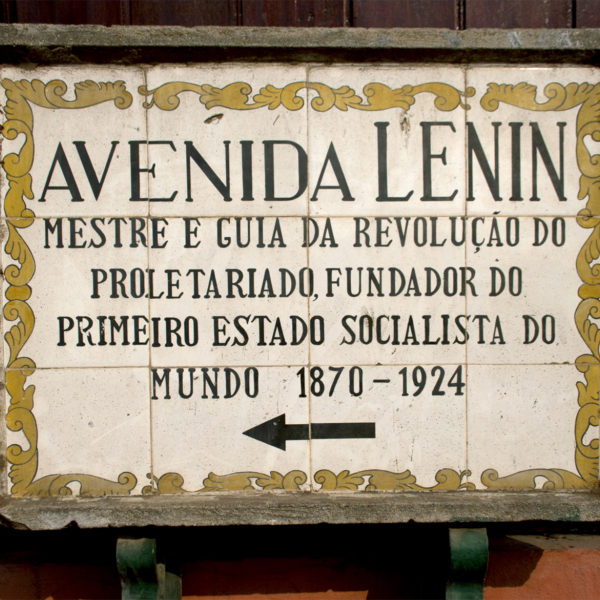 AVENIDA LENIN
MESTRE E GUIA DA REVOLUÇÃO DO
PROLETARIADO, FUNDADOR DO
PRIMEIRO ESTADO SOCIALISTA DO
MUNDO 1870 - 1924